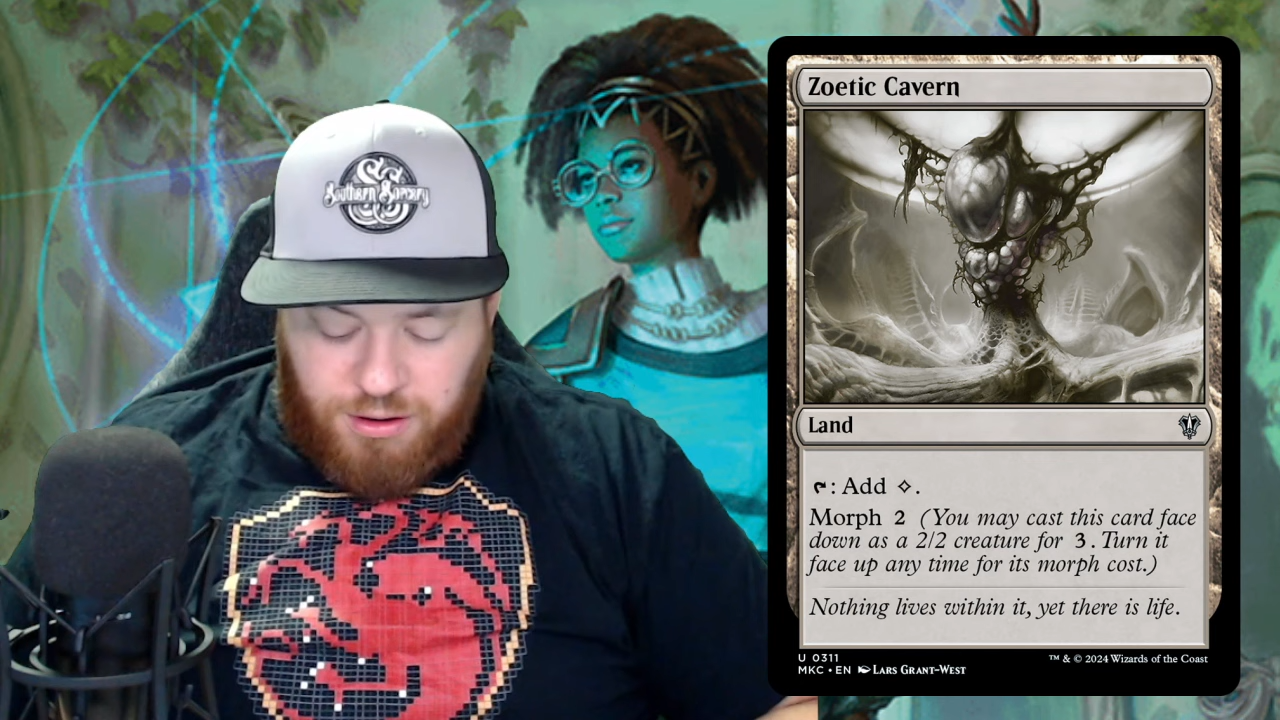 Southern Sorcery
Zoetic Cavern
Land
: Add .
Morph 2 (You may cast this card face
down as a 2/2 creature for 3. Turn it
face up any time for its morph cost.)
Nothing lives within it, yet there is life.
U 0311
MKC • EN Lars Grant-West
™ & © 2024 Wizards of the Coast